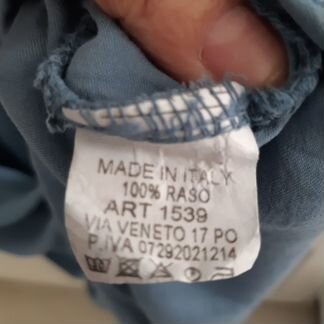 MADE IN ITALY
100% RASO
ART 1539
VIA VENETO 17 PO
P.IVA 07292021214